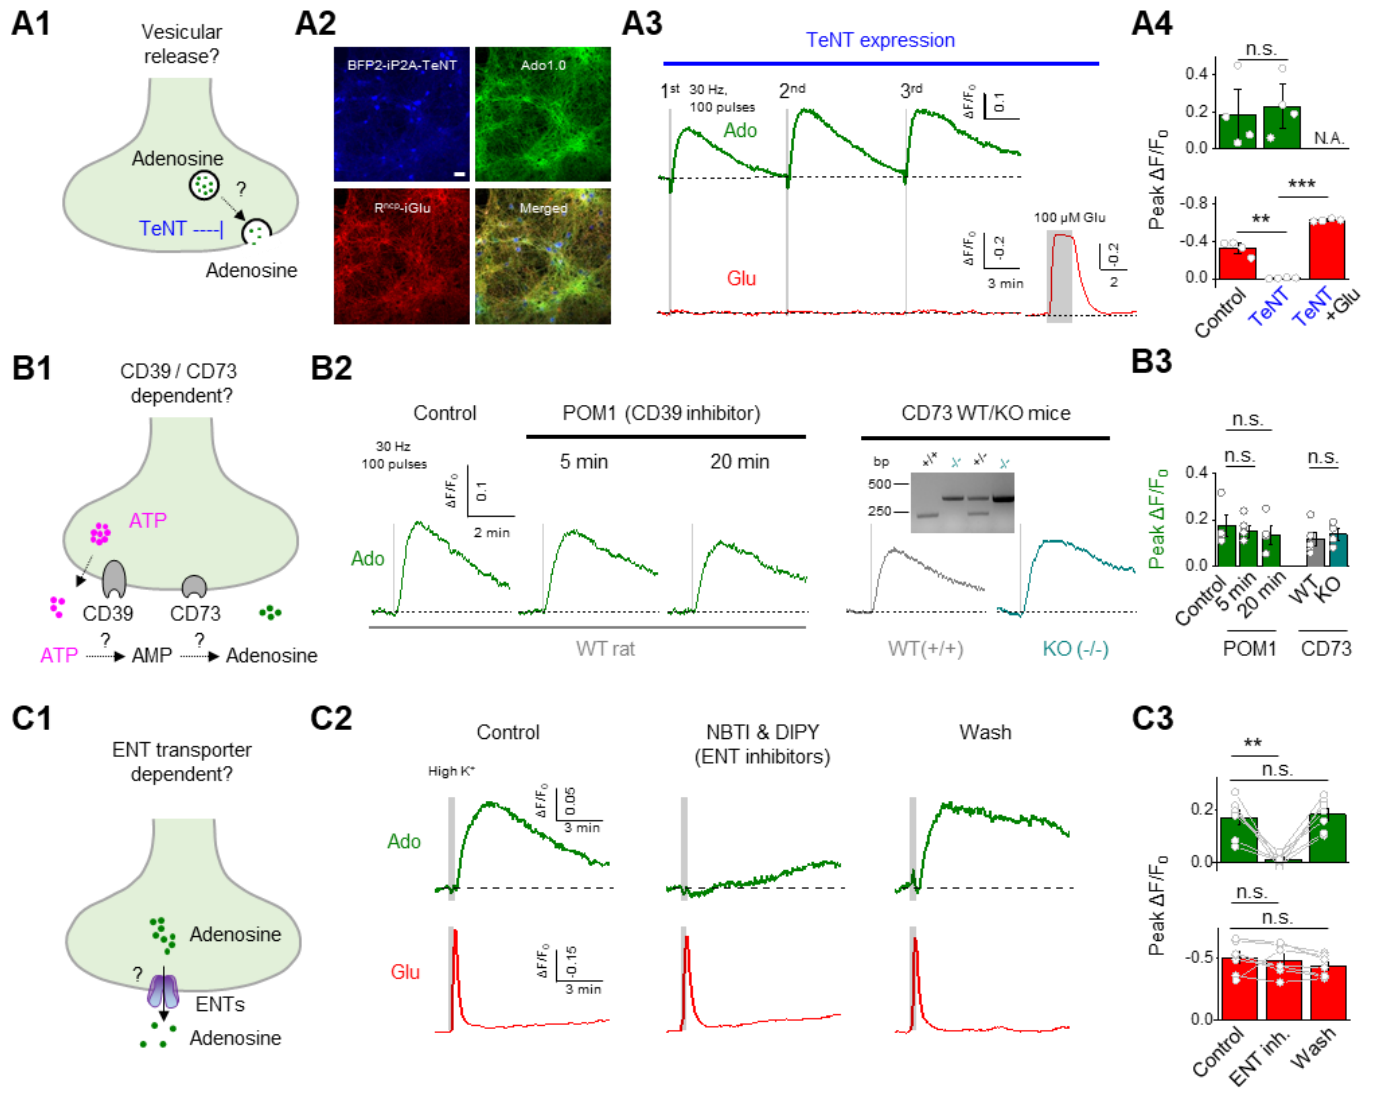 A1
Vesicular
release?
Adenosine
?
TeNT ----|
Adenosine
A2
BFP2-iP2A-TeNT
Ado1.0
Rncp-iGlu
Merged
A3
TeNT expression
1st
30 Hz,
100 pulses
2nd
3rd
Ado
ΔF/F0
0.1
Glu
ΔF/F0
-0.2
3 min
100 µM Glu
-0.2
2
A4
n.s.
0.4
0.2
0.0
N.A.
Peak ΔF/F0
***
**
-0.8
-0.4
0.0
Control
TeNT
TeNT
+Glu
B1
CD39 / CD73
dependent?
ATP
CD39
CD73
?
?
ATP
AMP
Adenosine
B2
Control
POM1 (CD39 inhibitor)
CD73 WT/KO mice
30 Hz
100 pulses
ΔF/F0
0.1
2 min
5 min
20 min
bp
+/+
-/-
+/-
-/-
500
250
Ado
WT rat
WT(+/+)
KO (-/-)
B3
n.s.
n.s.
n.s.
Peak ΔF/F0
0.4
0.2
0.0
Control
5 min
20 min
WT
KO
POM1
CD73
C1
ENT transporter
dependent?
Adenosine
?
ENTs
Adenosine
C2
Control
NBTI & DIPY
(ENT inhibitors)
Wash
High K+
ΔF/F0
0.05
3 min
Ado
Glu
ΔF/F0
-0.15
3 min
C3
**
n.s.
0.2
0.0
Peak ΔF/F0
n.s.
n.s.
-0.5
0.0
Control
ENT inh.
Wash